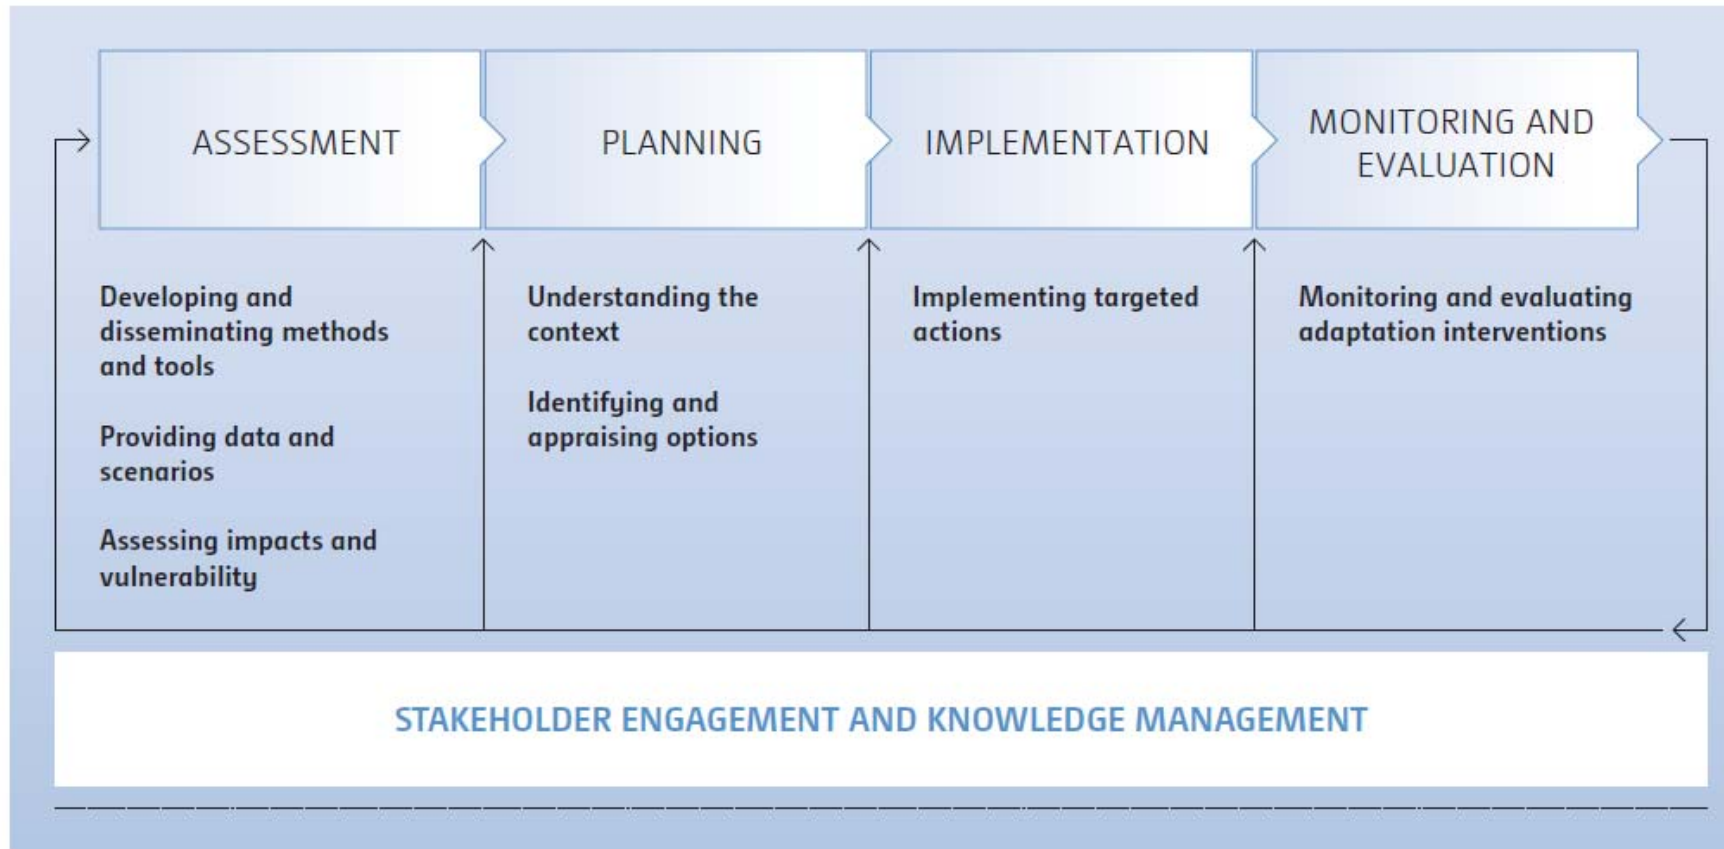 ASSESSMENT
PLANNING
IMPLEMENTATION
MONITORING AND
EVALUATION
Developing and
disseminating methods
and tools
Providing data and
scenarios
Assessing impacts and
vulnerability
Understanding the
context
Identifying and
appraising options
Implementing targeted
actions
Monitoring and evaluating
adaptation interventions
STAKEHOLDER ENGAGEMENT AND KNOWLEDGE MANAGEMENT